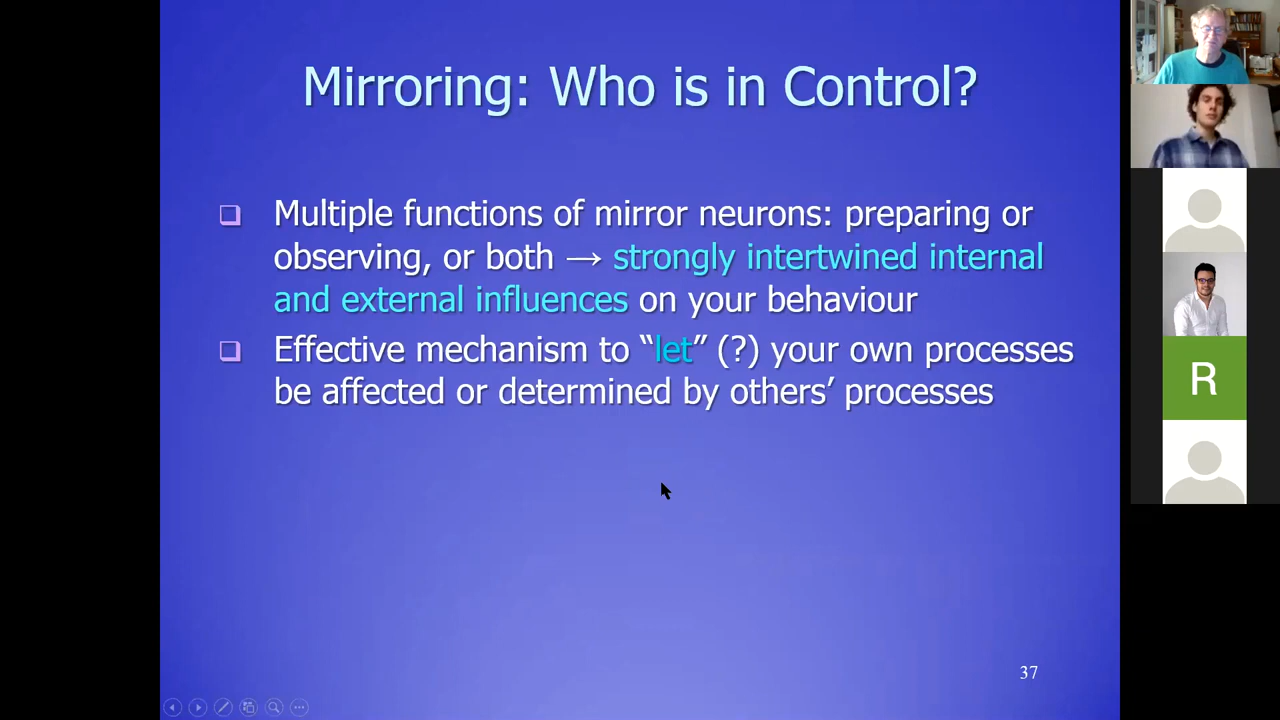 Mirroring: Who is in Control?
Multiple functions of mirror neurons: preparing or
observing, or both → strongly intertwined internal
and external influences on your behaviour
Effective mechanism to “let” (?) your own processes
be affected or determined by others’ processes
R
37